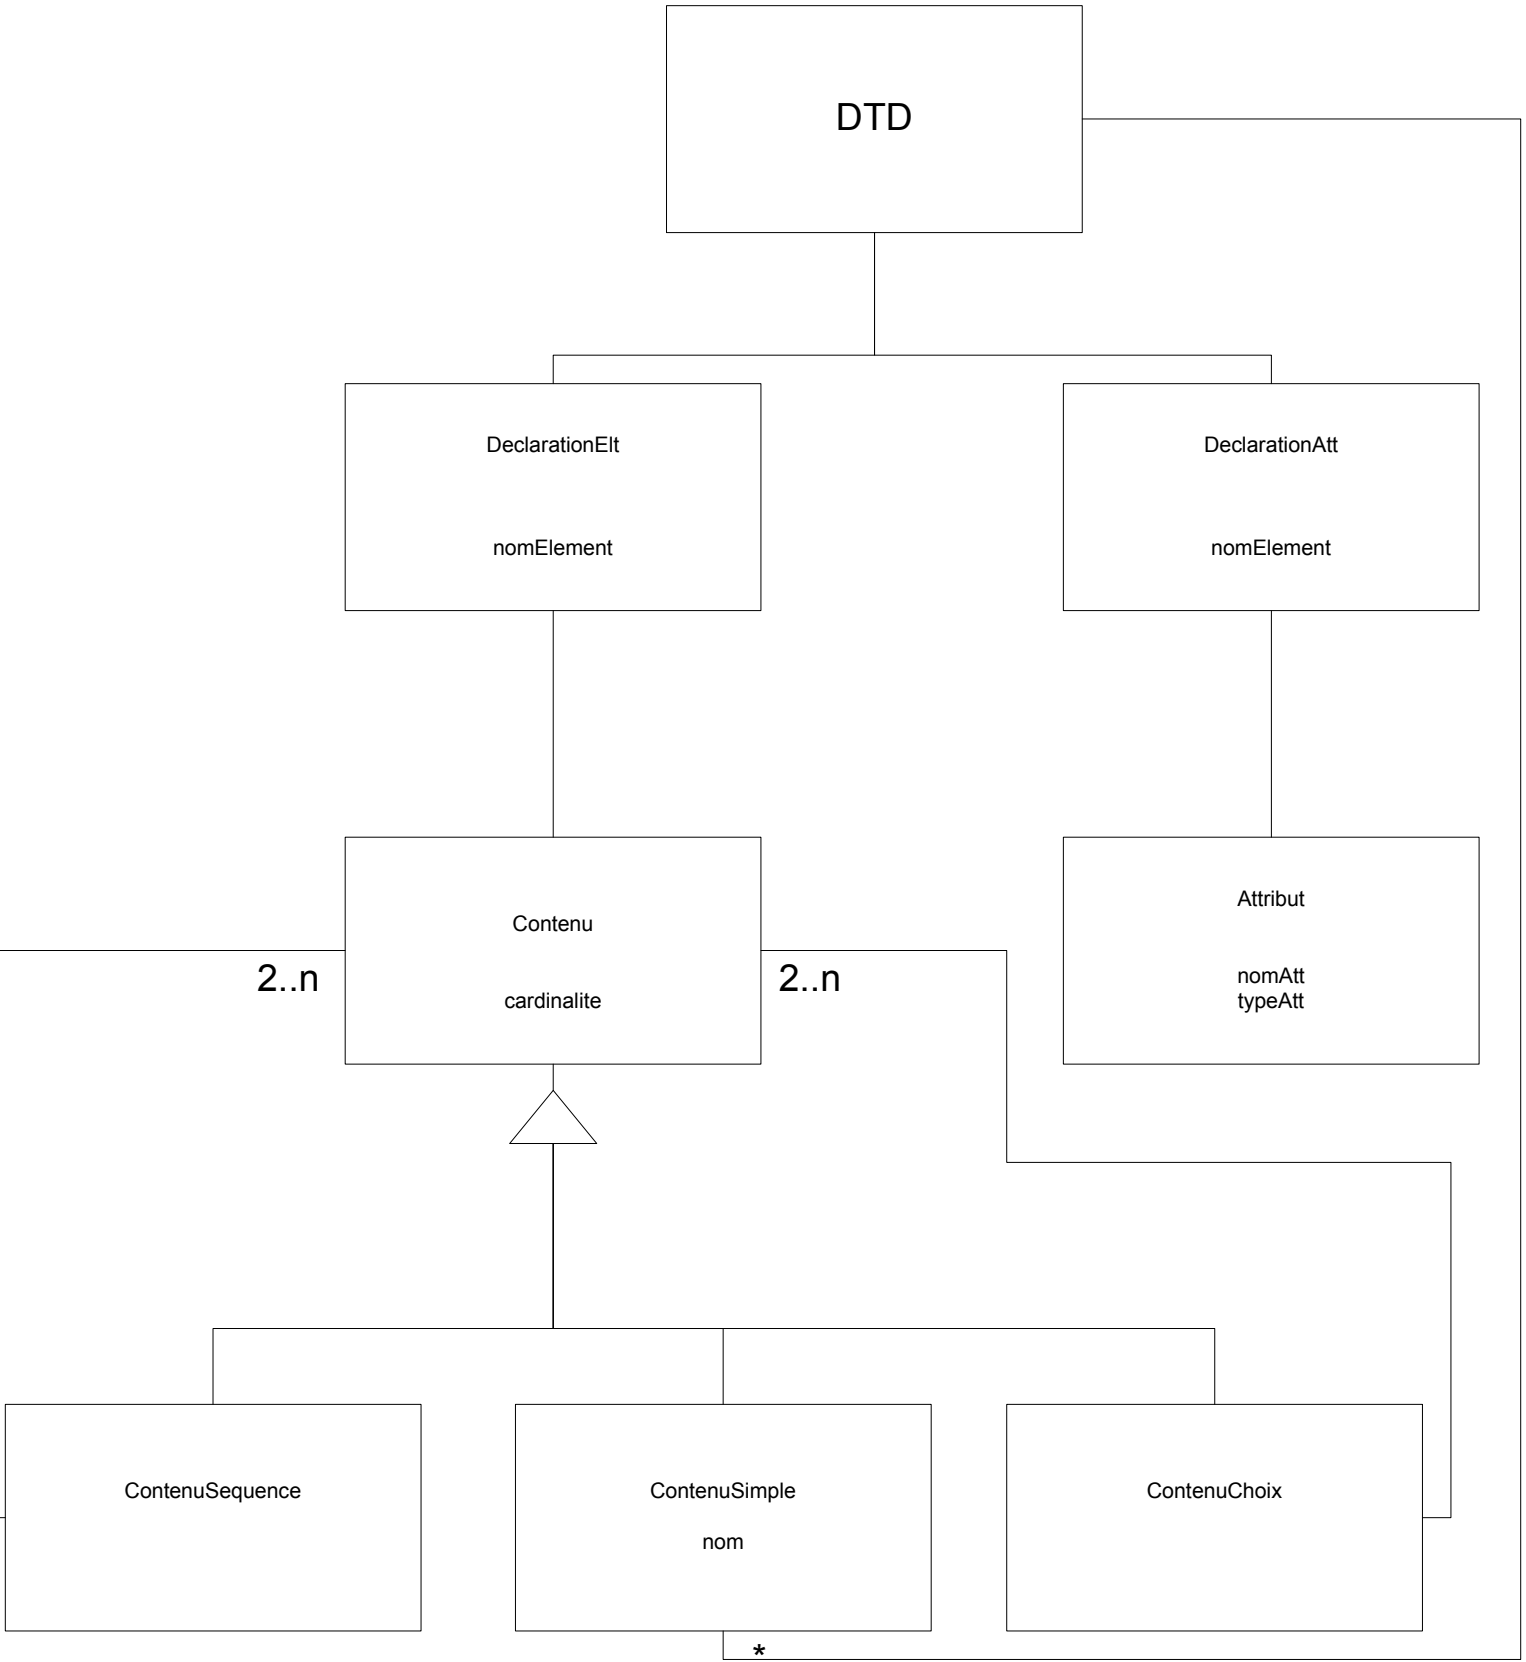 DTD
DeclarationElt
nomElement
DeclarationAtt
nomElement
Contenu
cardinalite
2..n
2..n
Attribut
nomAtt
typeAtt
ContenuSequence
ContenuSimple
nom
ContenuChoix
*